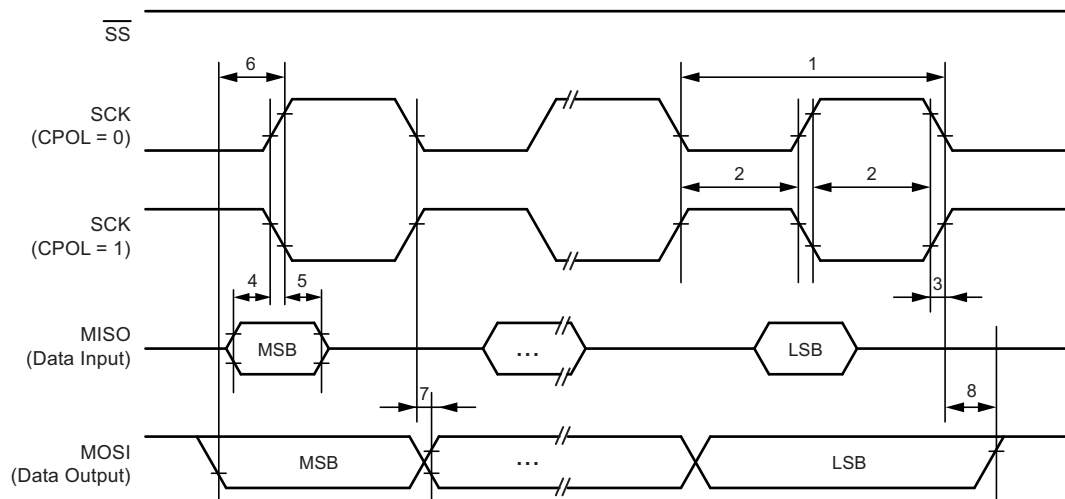 SS
6
1
SCK
(CPOL = 0)
2
2
SCK
(CPOL = 1)
4
5
3
MISO
(Data Input)
MSB
...
LSB
7
8
MOSI
(Data Output)
MSB
...
LSB